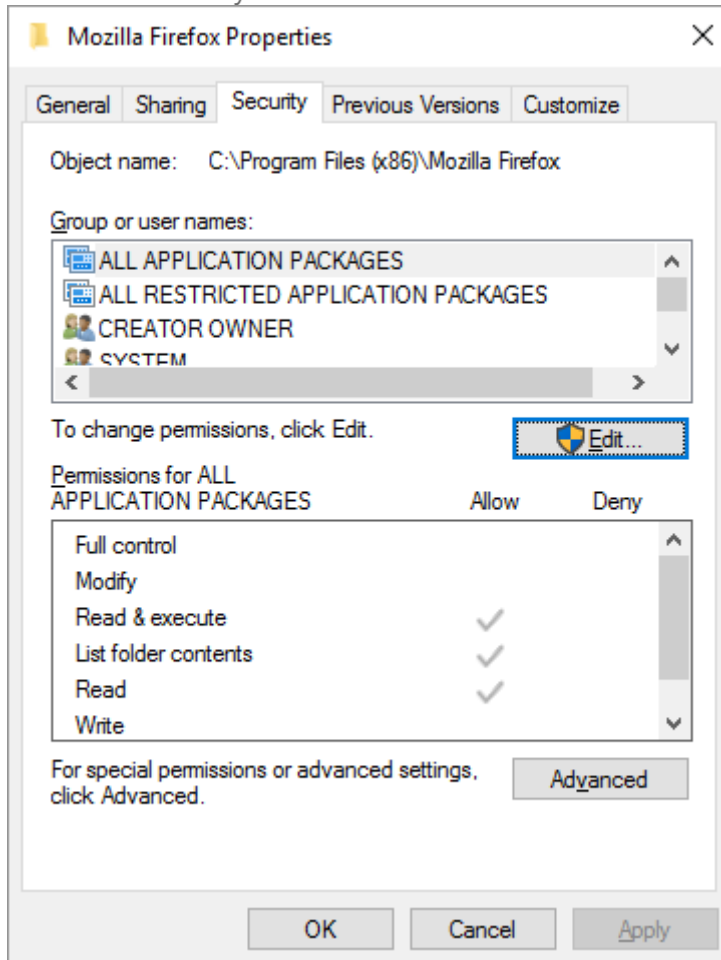 Mozilla Firefox Properties
General Sharing Security Previous Versions Customize
Object name: C:\Program Files (x86)\Mozilla Firefox
Group or user names:
ALL APPLICATION PACKAGES
ALL RESTRICTED APPLICATION PACKAGES
CREATOR OWNER
SYSTEM
To change permissions, click Edit.
Edit...
Permissions for ALL
APPLICATION PACKAGES Allow Deny
Full control
Modify
Read & execute
List folder contents
Read
Write
For special permissions or advanced settings,
click Advanced.
Advanced
OK Cancel Apply